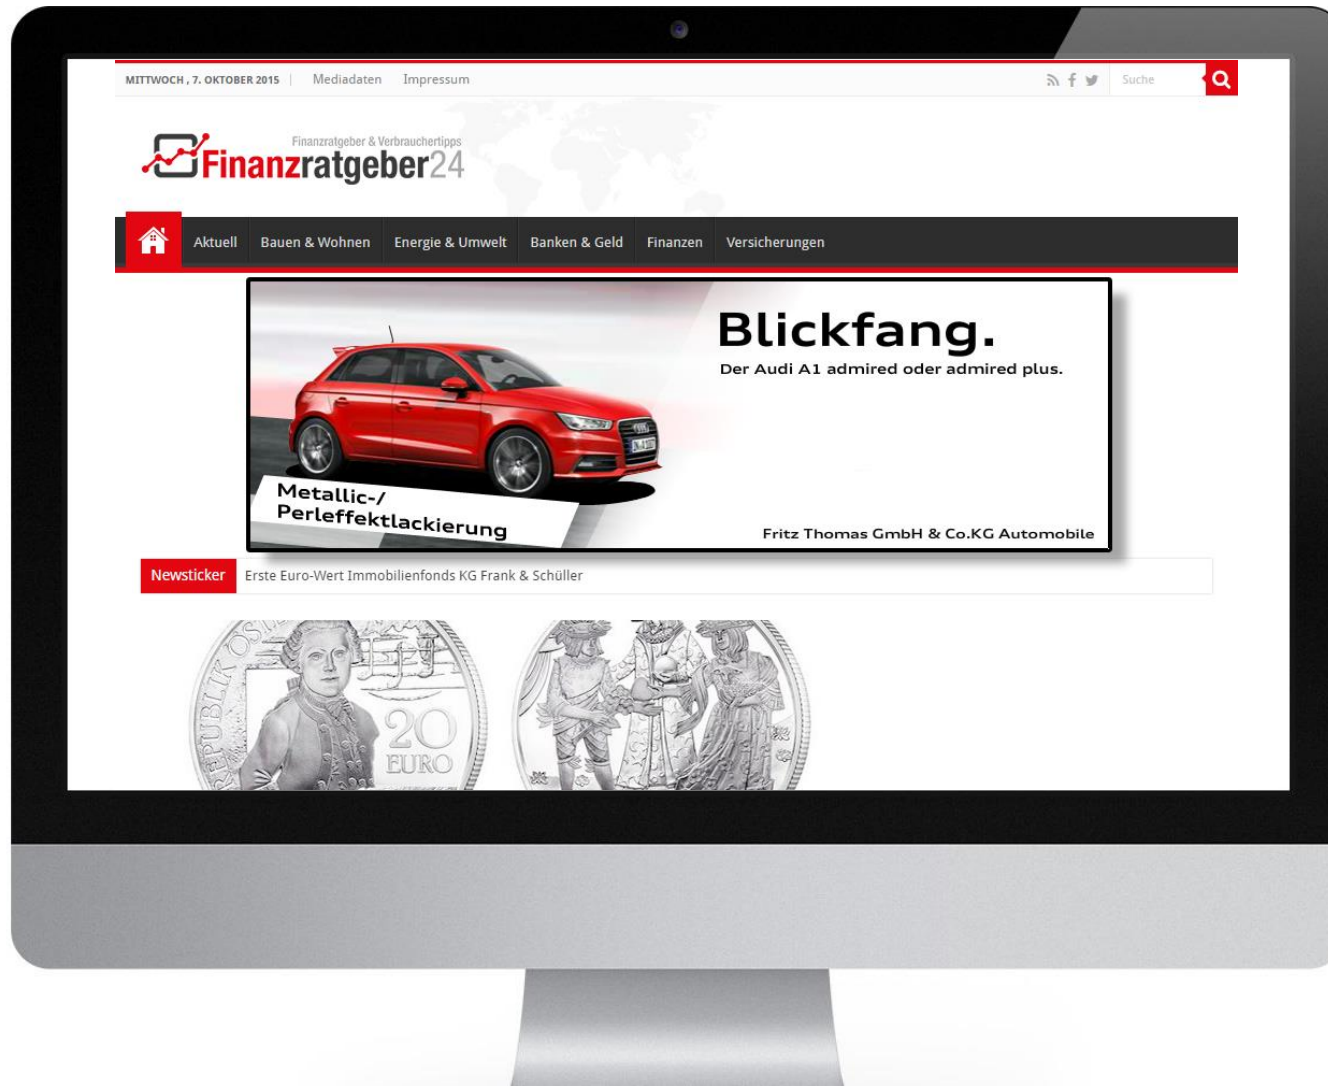 MITTWOCH , 7. OKTOBER 2015 | Mediadaten Impressum
Suche
Finanzratgeber & Verbrauchertipps
Finanzratgeber24
Aktuell Bauen & Wohnen Energie & Umwelt Banken & Geld Finanzen Versicherungen
Blickfang.
Der Audi A1 admired oder admired plus.
Metallic-/
Perleffektlackierung
Fritz Thomas GmbH & Co.KG Automobile
Newsticker Erste Euro-Wert Immobilienfonds KG Frank & Schüller
REPUBLIK
20
EURO